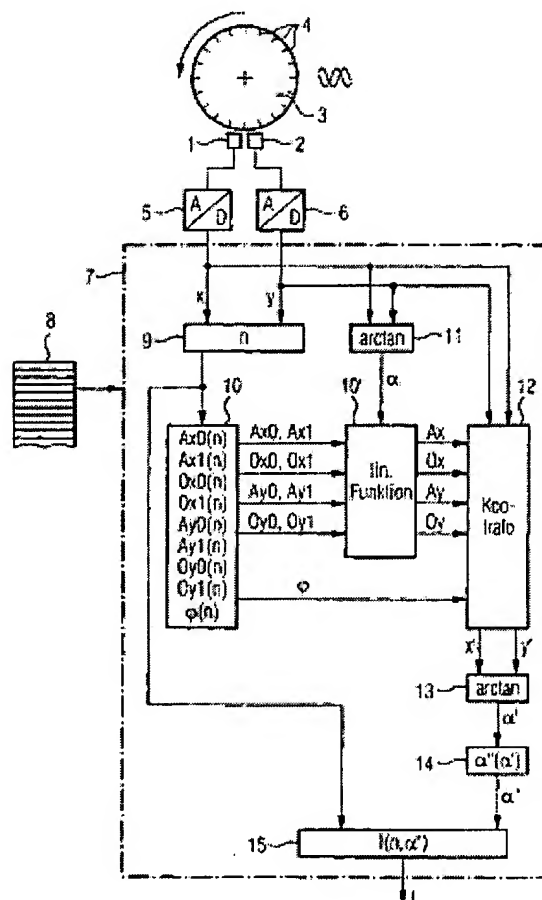 4
3
1
2
A
D
5
A
D
6
7
x
y
8
9
n
arctan
11
α
10
10'
12
Ax0(n)
Ax1(n)
Ox0(n)
Ox1(n)
Ay0(n)
Ay1(n)
Oy0(n)
Oy1(n)
φ(n)
Ax0, Ax1
Ox0, Ox1
Ay0, Ay1
Oy0, Oy1
φ
lin.
Funktion
Ax
Ox
Ay
Oy
Koo-
trafo
x'
y'
13
arctan
α'
14
α"(α')
15